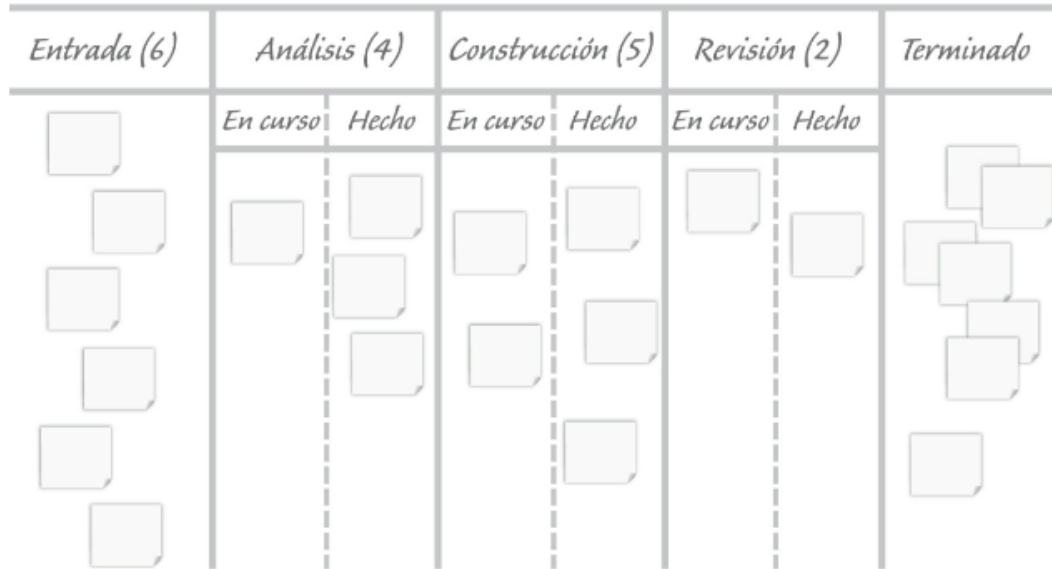 Entrada (6) Análisis (4) Construcción (5) Revisión (2) Terminado
En curso Hecho En curso Hecho En curso Hecho